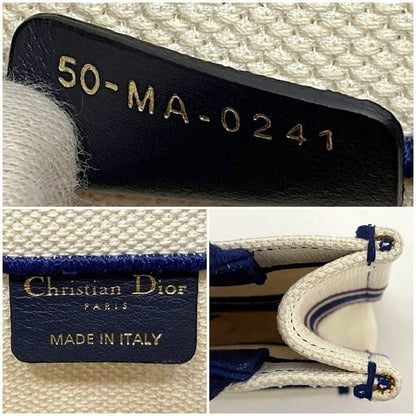 50-MA-0241
Christian Dior
PARIS
MADE IN ITALY